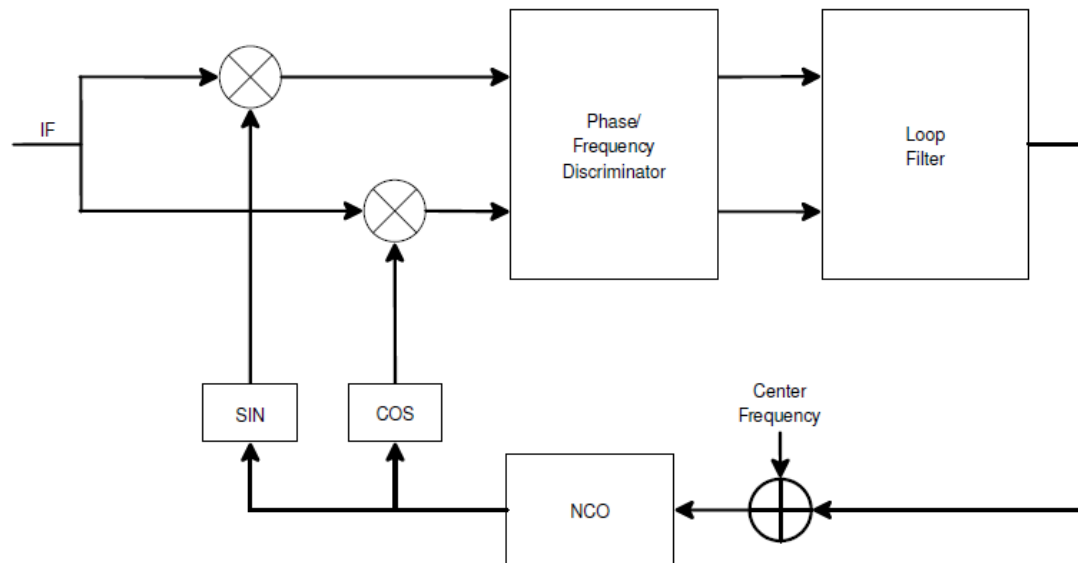 IF
Phase/
Frequency
Discriminator
Loop
Filter
SIN
COS
Center
Frequency
NCO